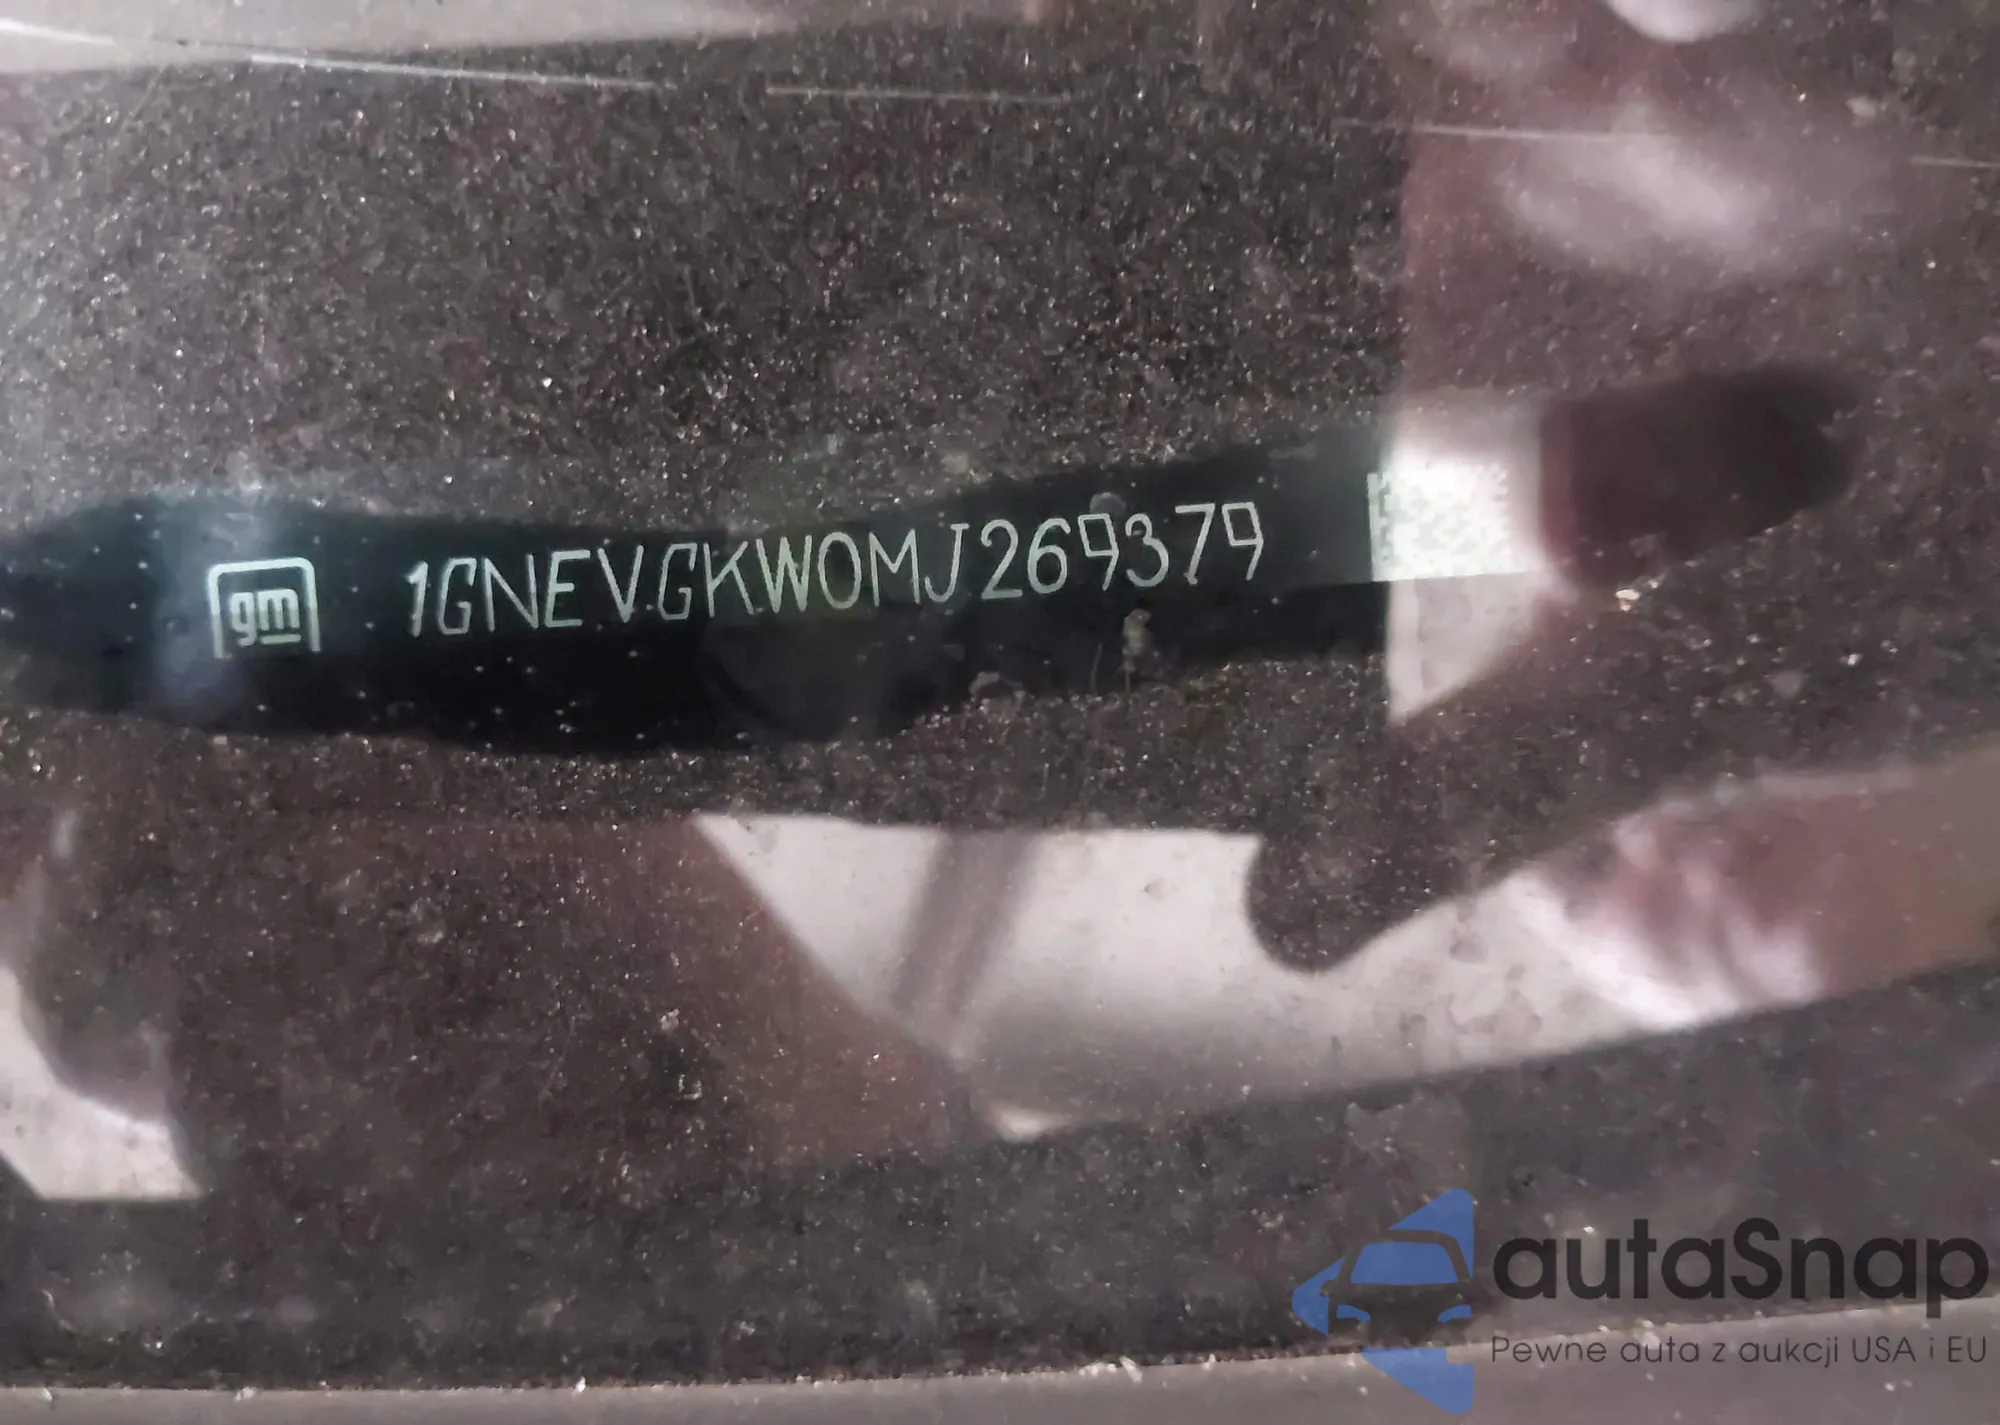 gm 1GNEVGKW0MJ269379
autaSnap
Pewne auta z aukcji USA i EU